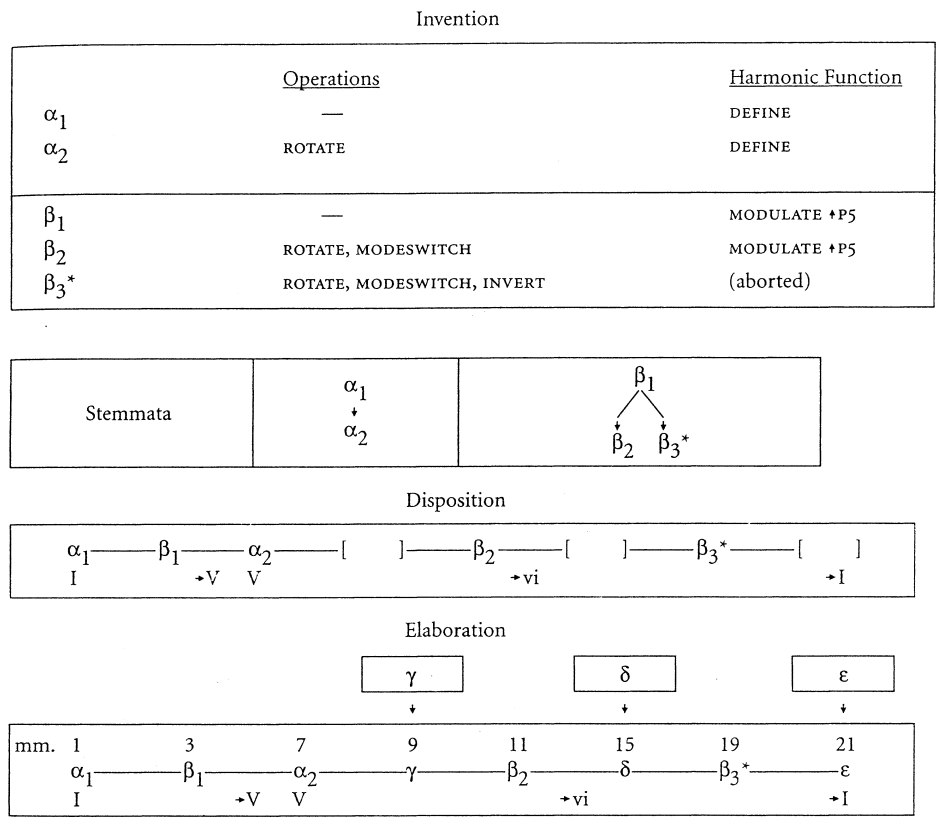 Invention
Operations Harmonic Function
α1 — DEFINE
α2 ROTATE DEFINE
β1 — MODULATE ↑P5
β2 ROTATE, MODESWITCH MODULATE ↑P5
β3* ROTATE, MODESWITCH, INVERT (aborted)
Stemmata
α1
↓
α2
β1
β2 β3*
Disposition
α1——β1——α2——[ ]——β2——[ ]——β3*——[ ]
I →V V →vi →I
Elaboration
γ δ ε
mm. 1 3 7 9 11 15 19 21
α1——β1——α2——γ——β2——δ——β3*——ε
I →V V →vi →I